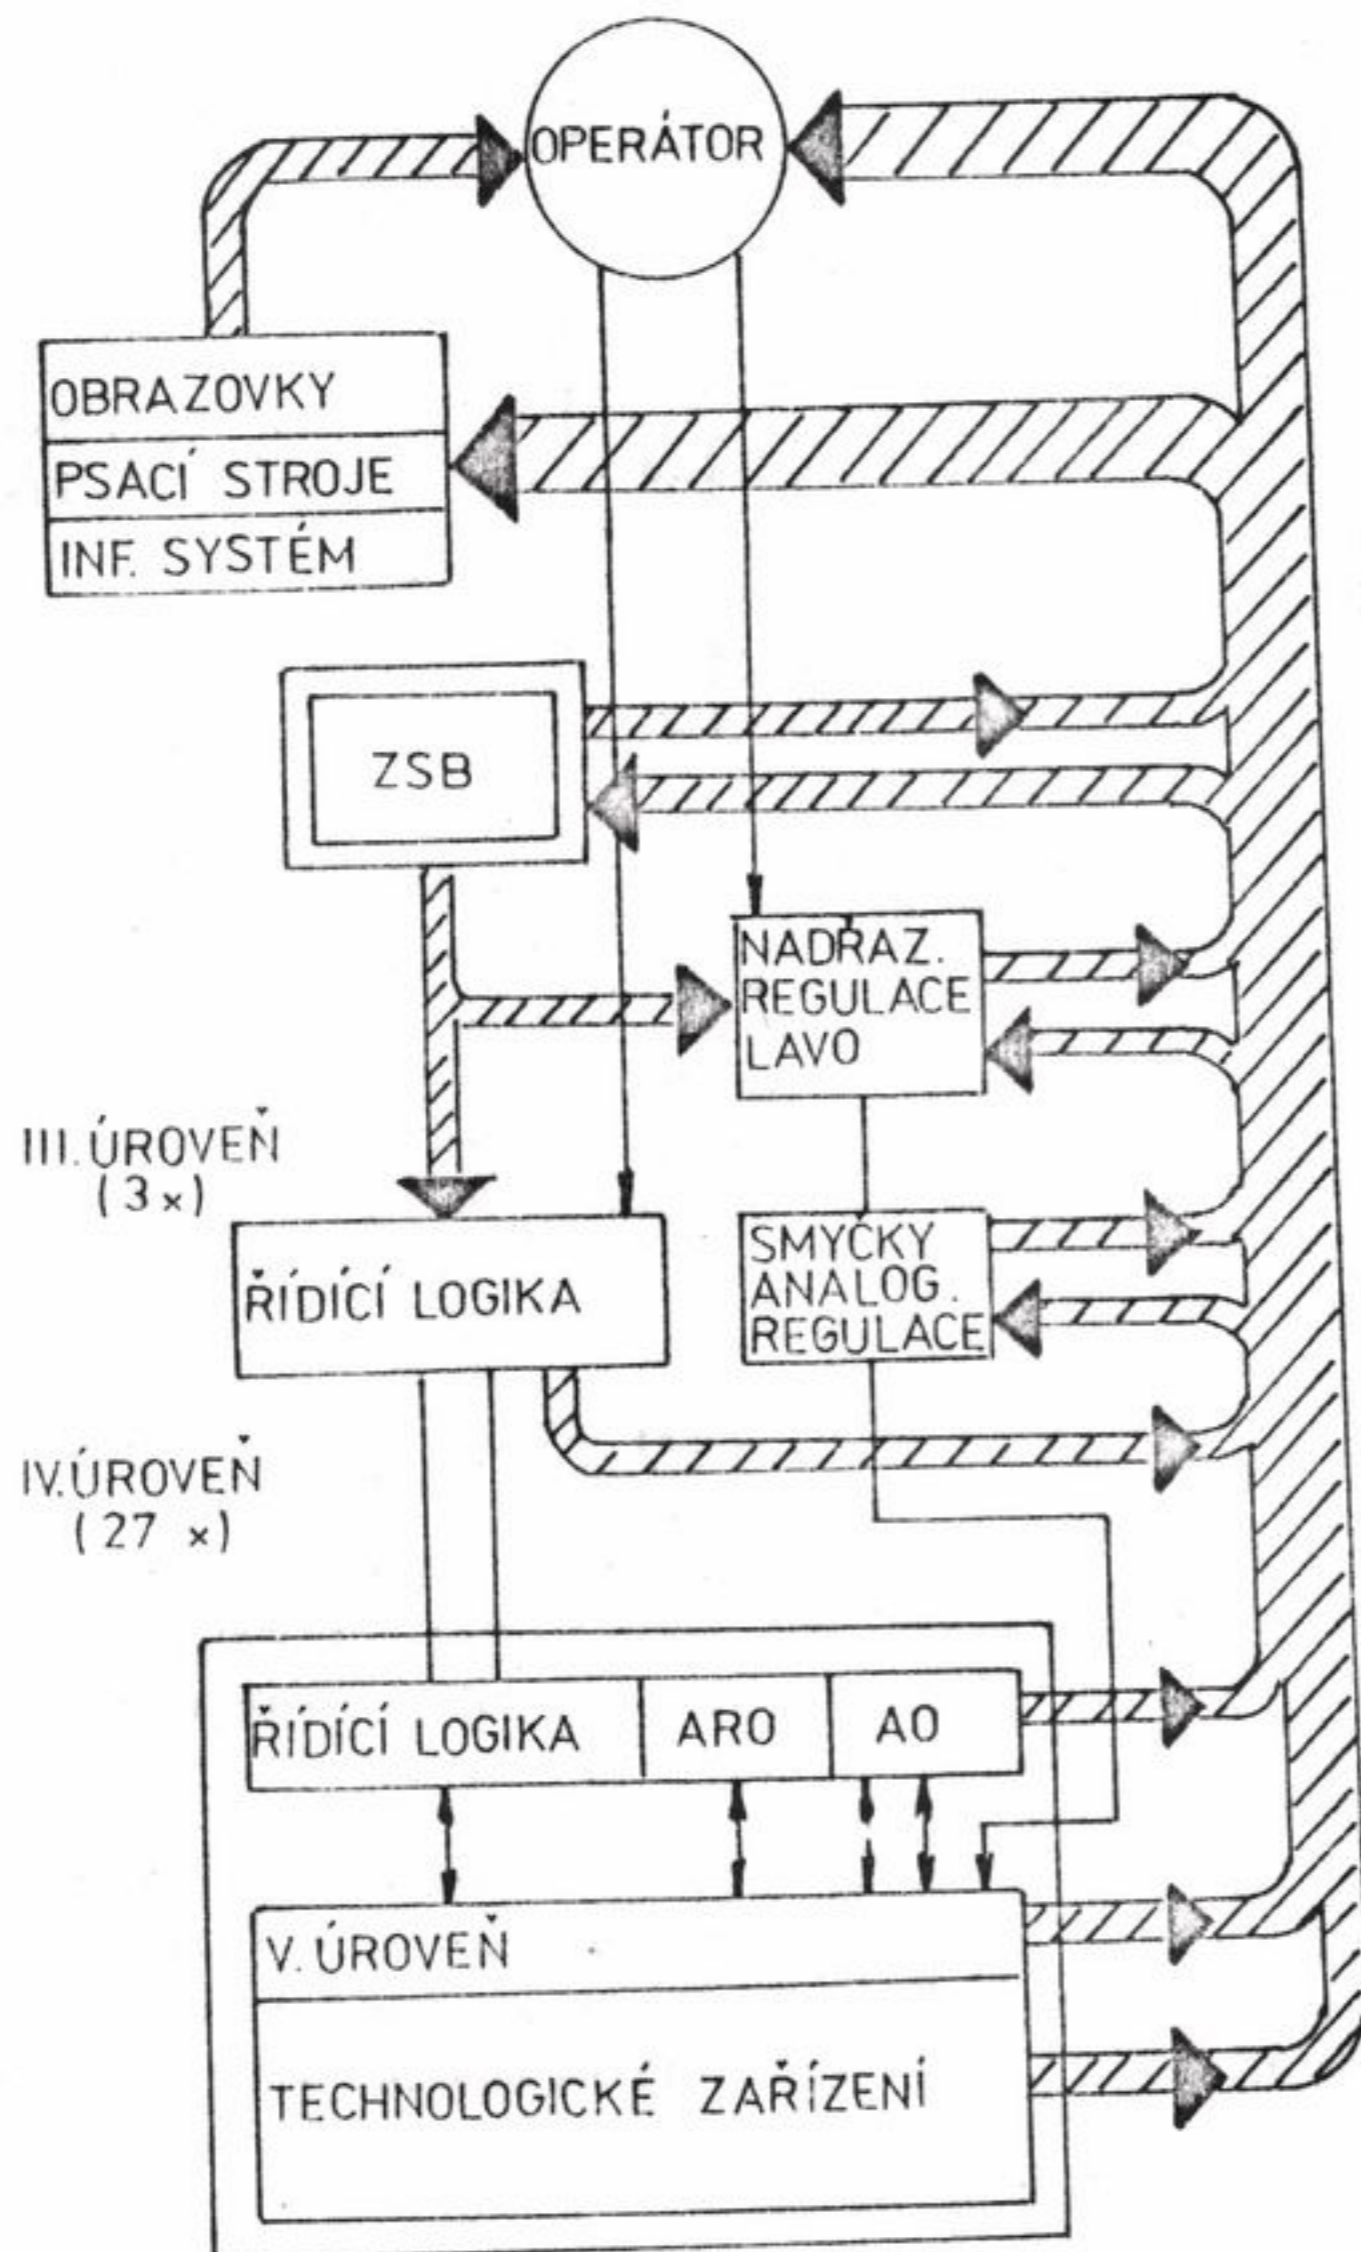 OPERÁTOR
OBRAZOVKY
PSACÍ STROJE
INF. SYSTÉM
ZSB
NADŘAZ.
REGULACE
LAVO
III. ÚROVEŇ
(3 x)
ŘÍDÍCÍ LOGIKA
SMYČKY
ANALOG.
REGULACE
IV. ÚROVEŇ
(27 x)
ŘÍDÍCÍ LOGIKA
ARO
AO
V. ÚROVEŇ
TECHNOLOGICKÉ ZAŘÍZENÍ